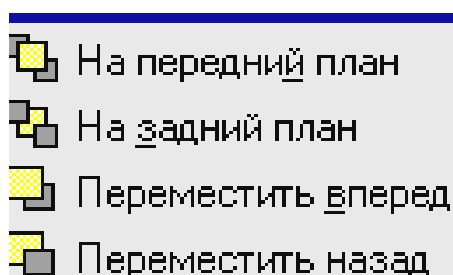 На передний план
На задний план
Переместить вперед
Переместить назад